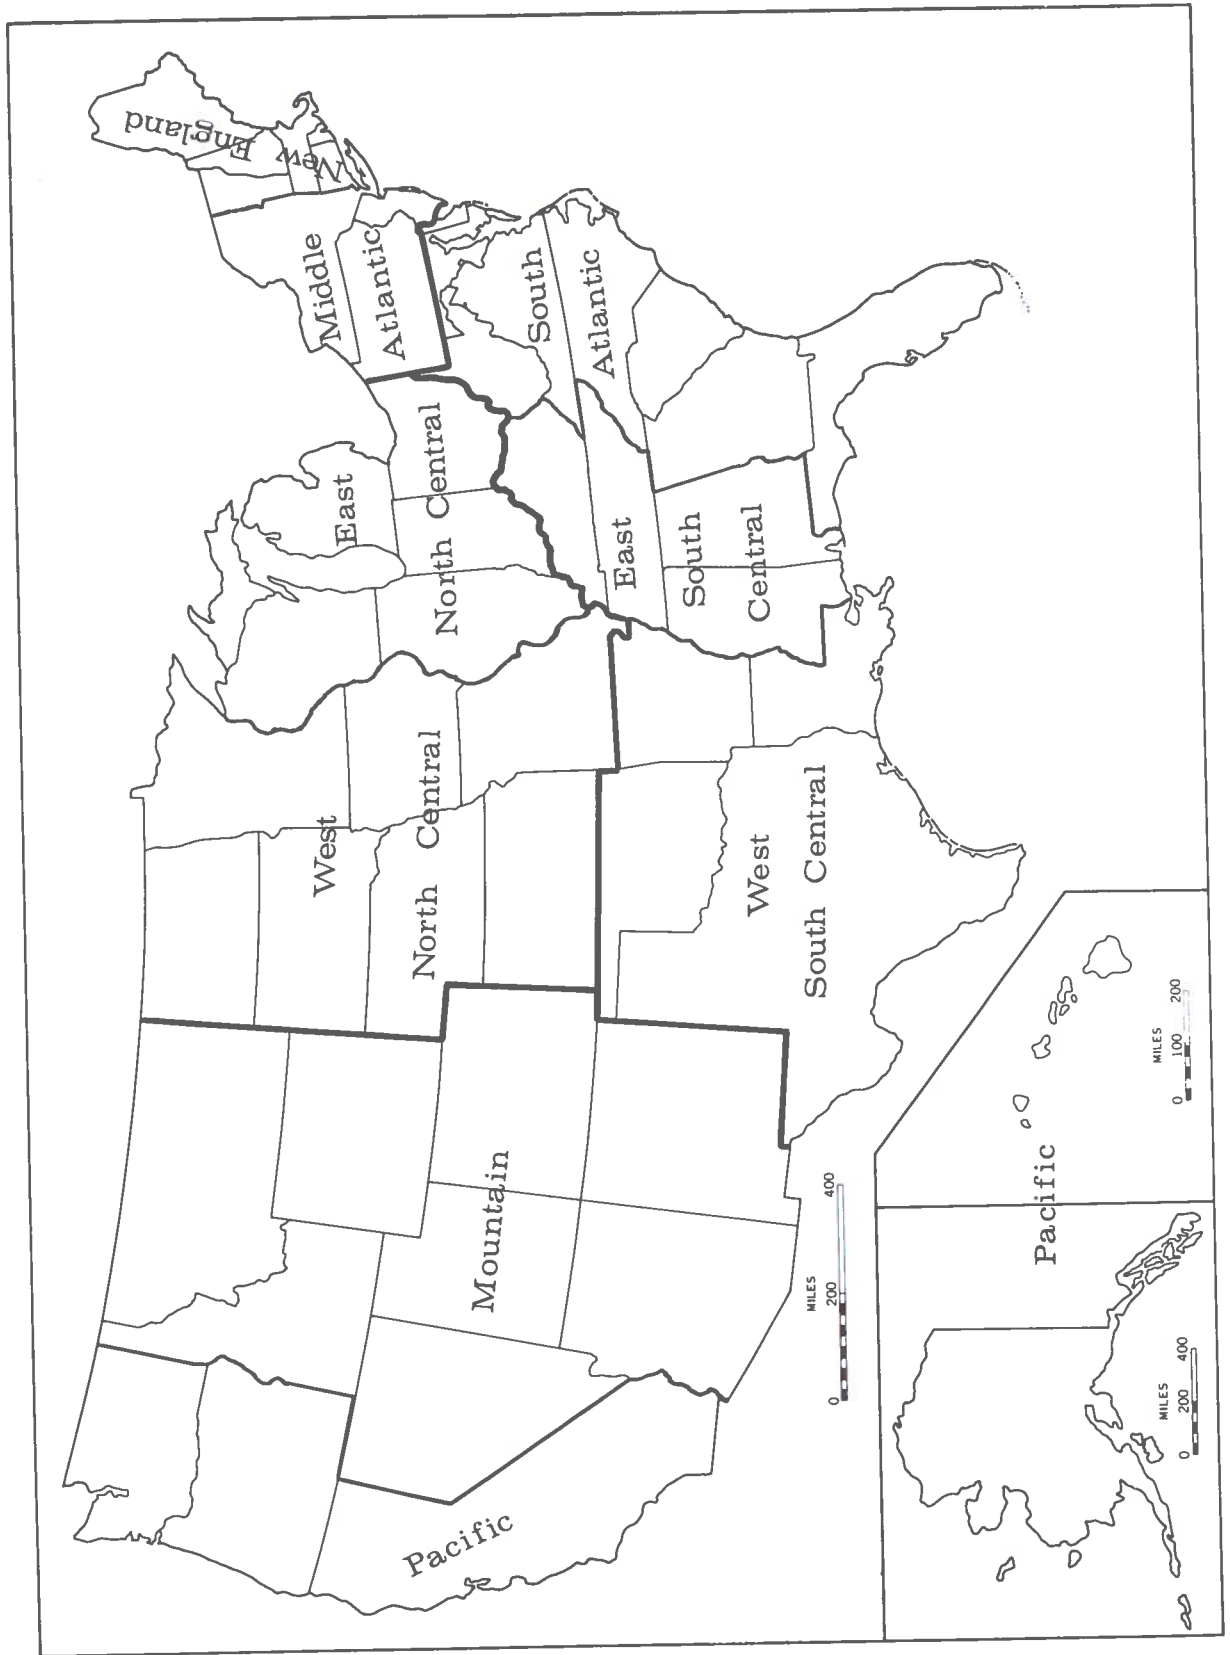 New England
Middle
Atlantic
South
Atlantic
East
North Central
East
South
Central
West
North Central
West
South Central
Mountain
Pacific
MILES
0 200 400
Pacific
MILES
0 200 400
MILES
0 100 200